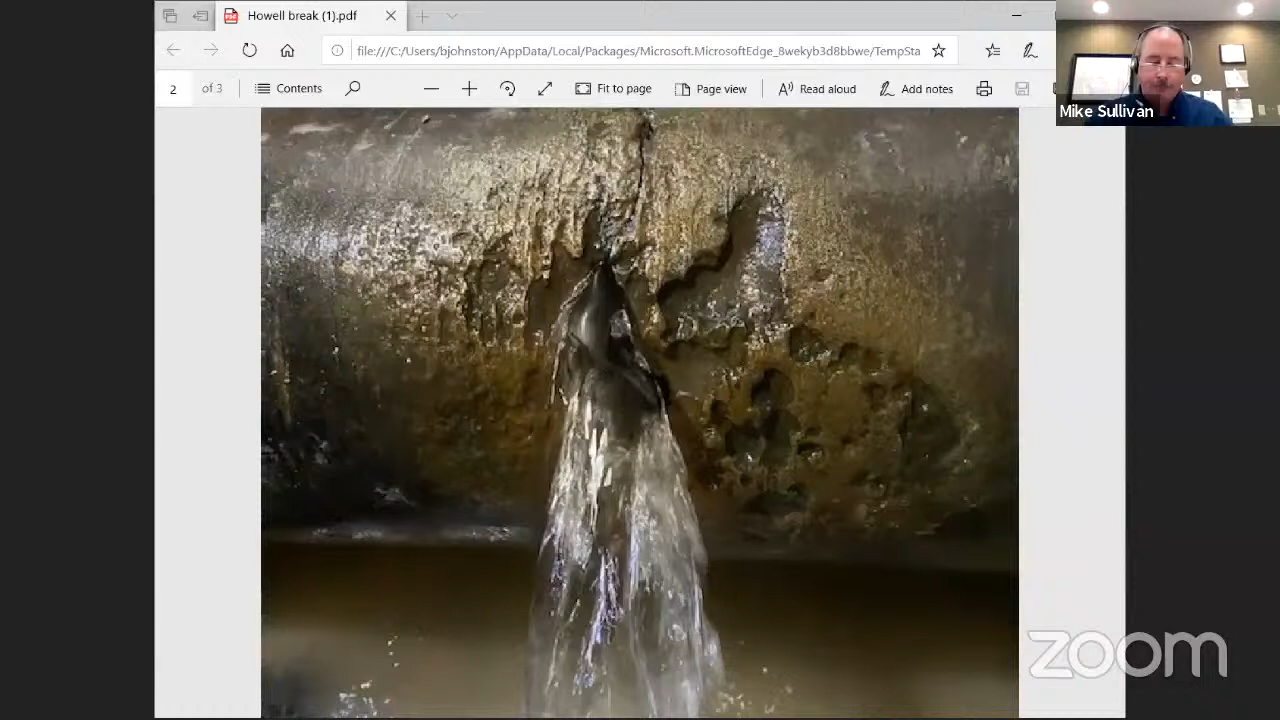 Howell break (1).pdf
file:///C:/Users/bjohnston/AppData/Local/Packages/Microsoft.MicrosoftEdge_8wekyb3d8bbwe/TempSta
2 of 3 Contents Fit to page Page view Read aloud Add notes
Mike Sullivan
zoom